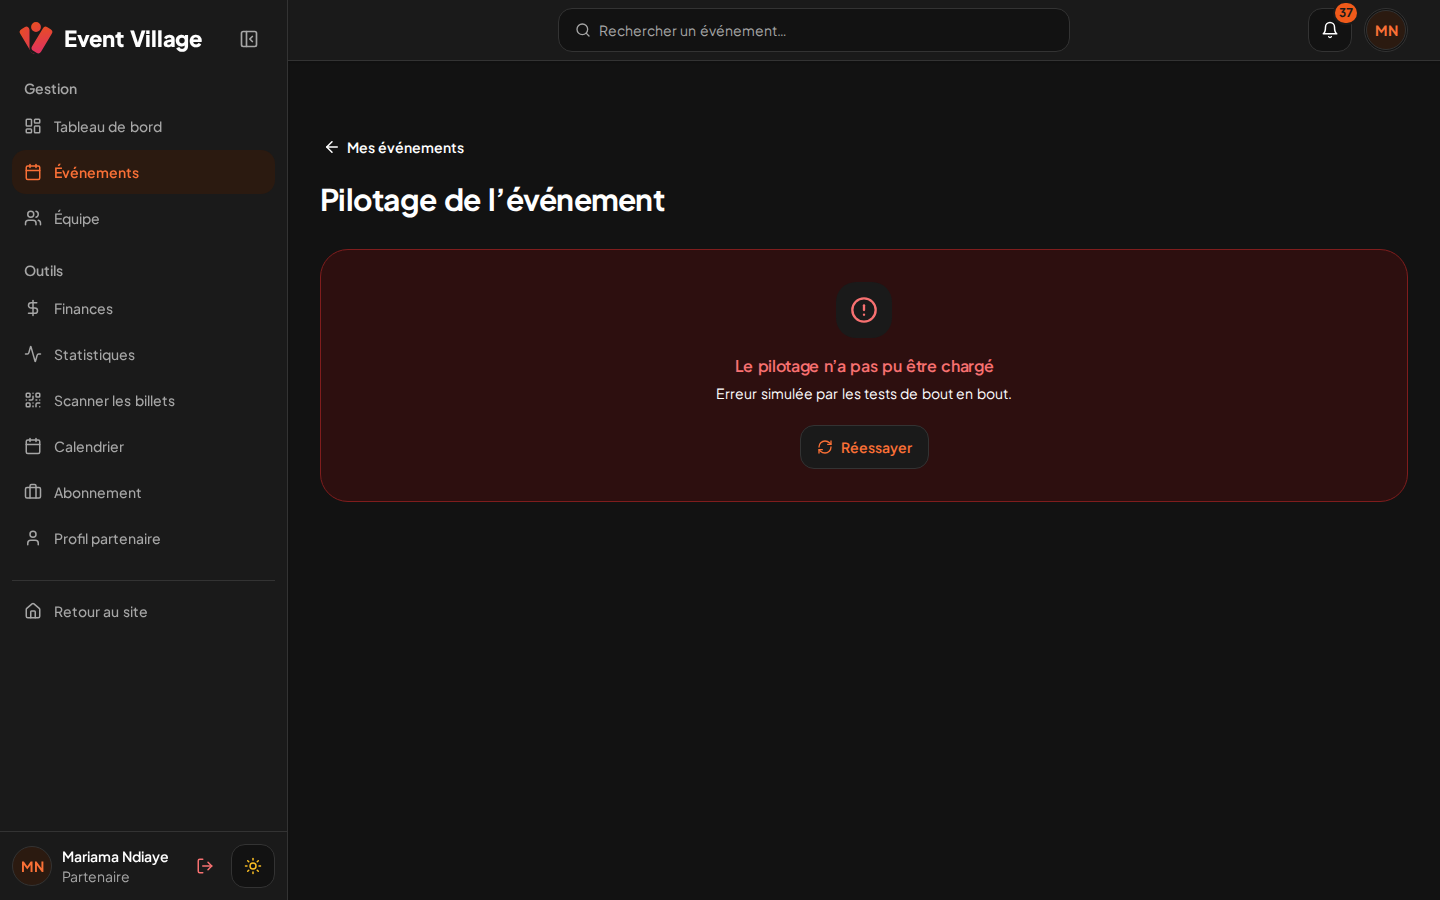 Event Village
Rechercher un événement…
37
MN
Gestion
Tableau de bord
Événements
Équipe
Outils
Finances
Statistiques
Scanner les billets
Calendrier
Abonnement
Profil partenaire
Retour au site
Mes événements
Pilotage de l’événement
Le pilotage n’a pas pu être chargé
Erreur simulée par les tests de bout en bout.
Réessayer
MN
Mariama Ndiaye
Partenaire